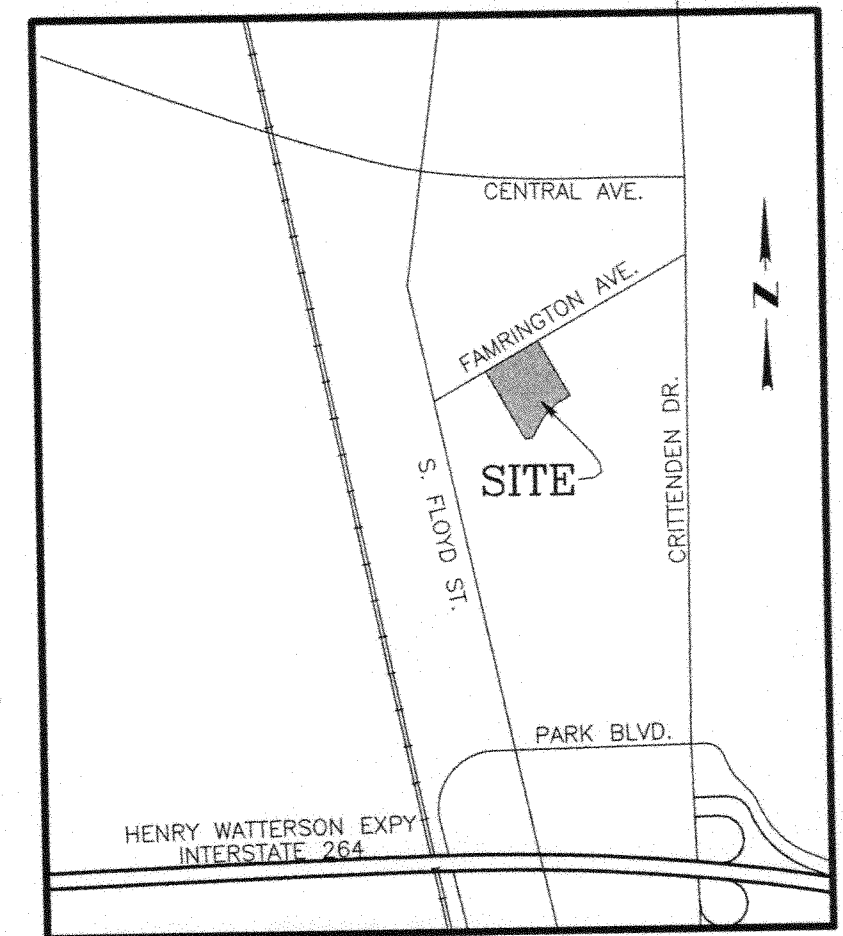 CENTRAL AVE.
FAMRINGTON AVE.
N
SITE
CRITTENDEN DR.
S. FLOYD ST.
PARK BLVD.
HENRY WATTERSON EXPY
INTERSTATE 264